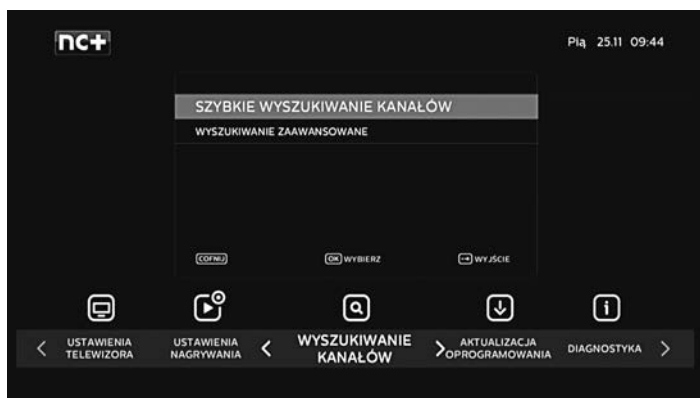 nc+
Pią 25.11 09:44
SZYBKIE WYSZUKIWANIE KANAŁÓW
WYSZUKIWANIE ZAAWANSOWANE
COFNIJ OK WYBIERZ WYJŚCIE
USTAWIENIA
TELEWIZORA
USTAWIENIA
NAGRYWANIA
WYSZUKIWANIE
KANAŁÓW
AKTUALIZACJA
OPROGRAMOWANIA
DIAGNOSTYKA